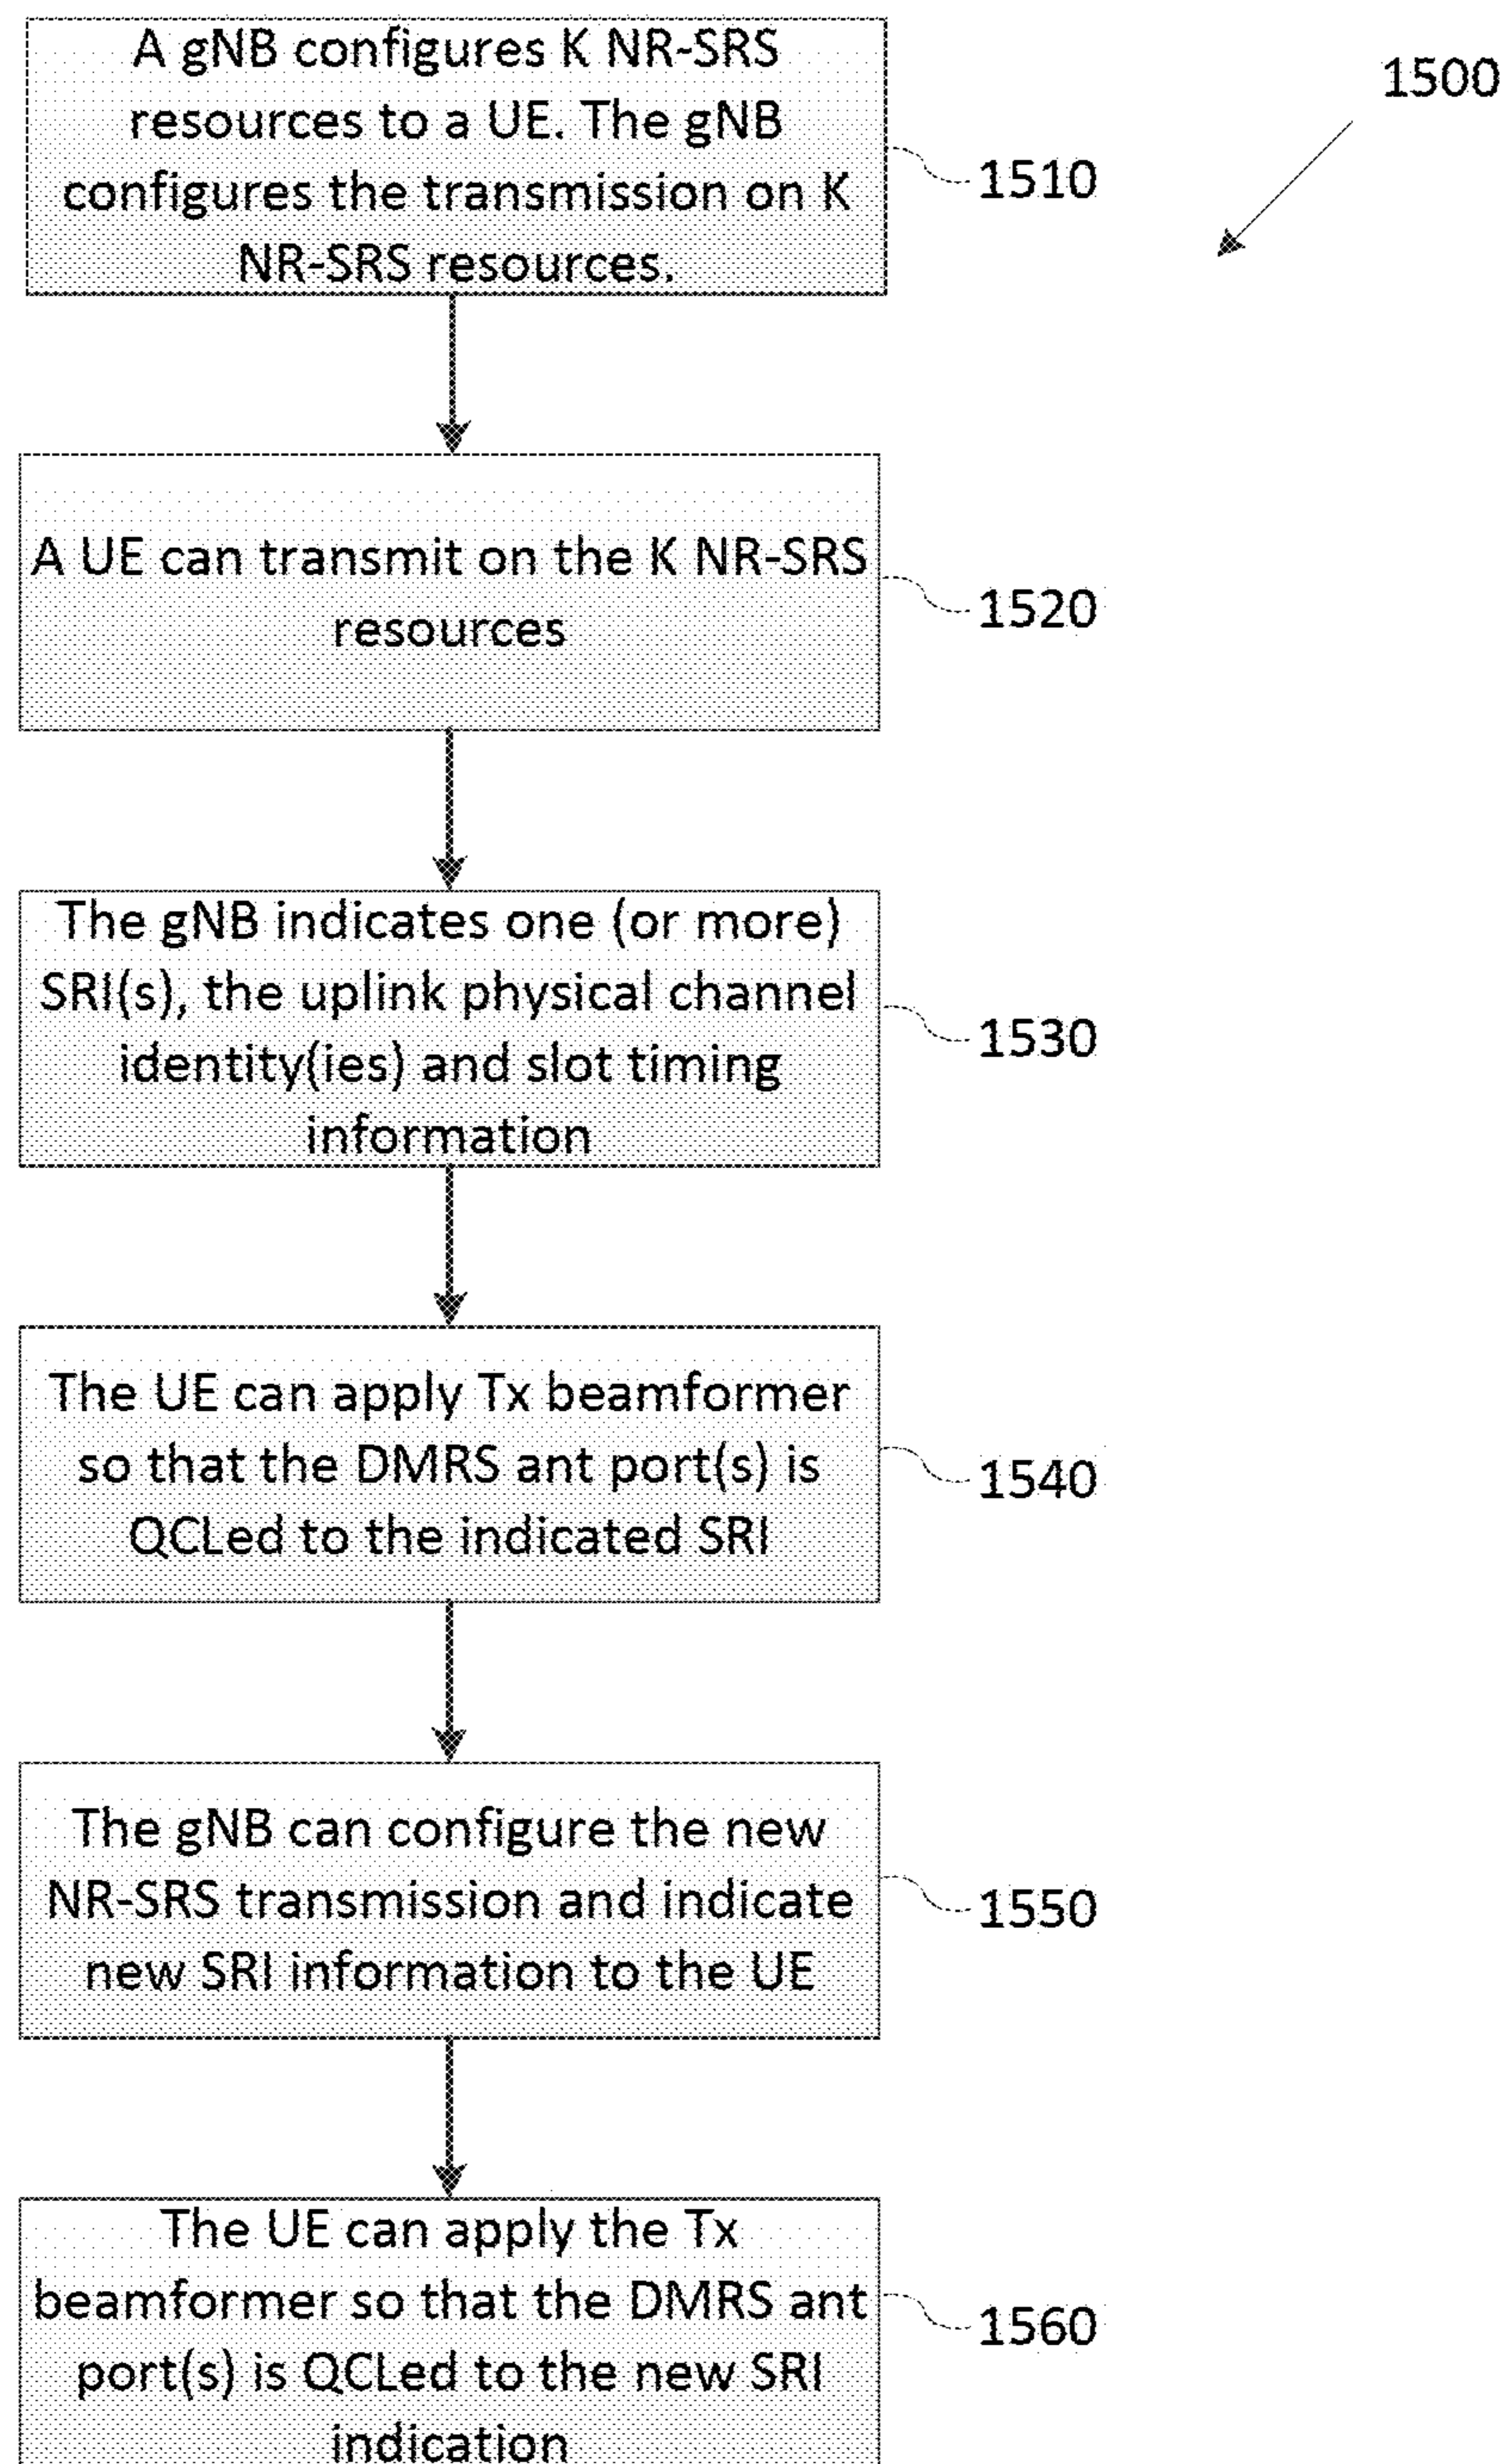 A gNB configures K NR-SRS
resources to a UE. The gNB
configures the transmission on K
NR-SRS resources.
1500
1510
A UE can transmit on the K NR-SRS
resources
1520
The gNB indicates one (or more)
SRI(s), the uplink physical channel
identity(ies) and slot timing
information
1530
The UE can apply Tx beamformer
so that the DMRS ant port(s) is
QCLed to the indicated SRI
1540
The gNB can configure the new
NR-SRS transmission and indicate
new SRI information to the UE
1550
The UE can apply the Tx
beamformer so that the DMRS ant
port(s) is QCLed to the new SRI
indication
1560